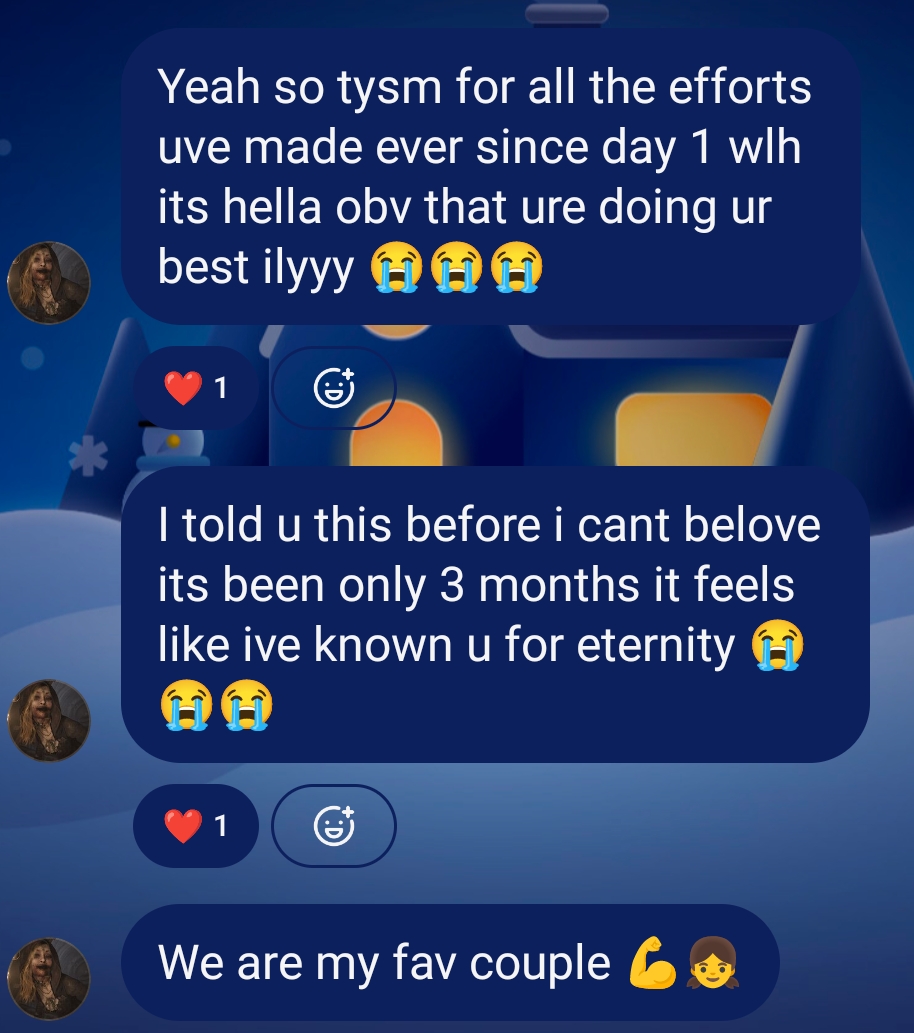 Yeah so tysm for all the efforts
uve made ever since day 1 wlh
its hella obv that ure doing ur
best ilyyy 😭😭😭
❤️ 1
I told u this before i cant belove
its been only 3 months it feels
like ive known u for eternity 😭
😭😭
❤️ 1
We are my fav couple 💪👧